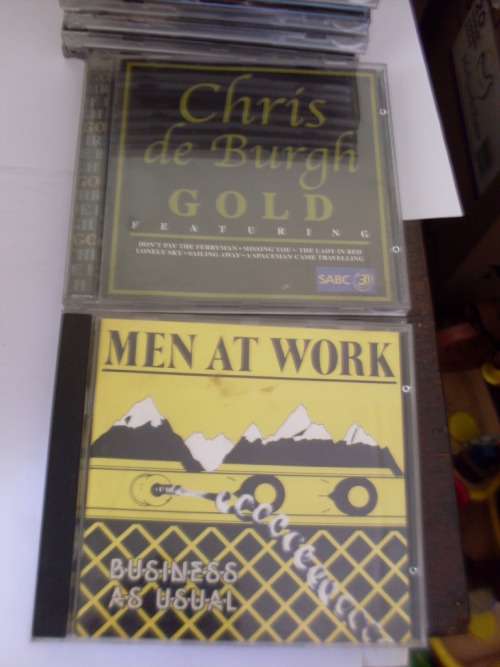 Chris
de Burgh
GOLD
FEATURING
DON'T PAY THE FERRYMAN • MISSING YOU • THE LADY IN RED
LONELY SKY • SAILING AWAY • A SPACEMAN CAME TRAVELLING
SABC 3
MEN AT WORK
BUSINESS
AS USUAL